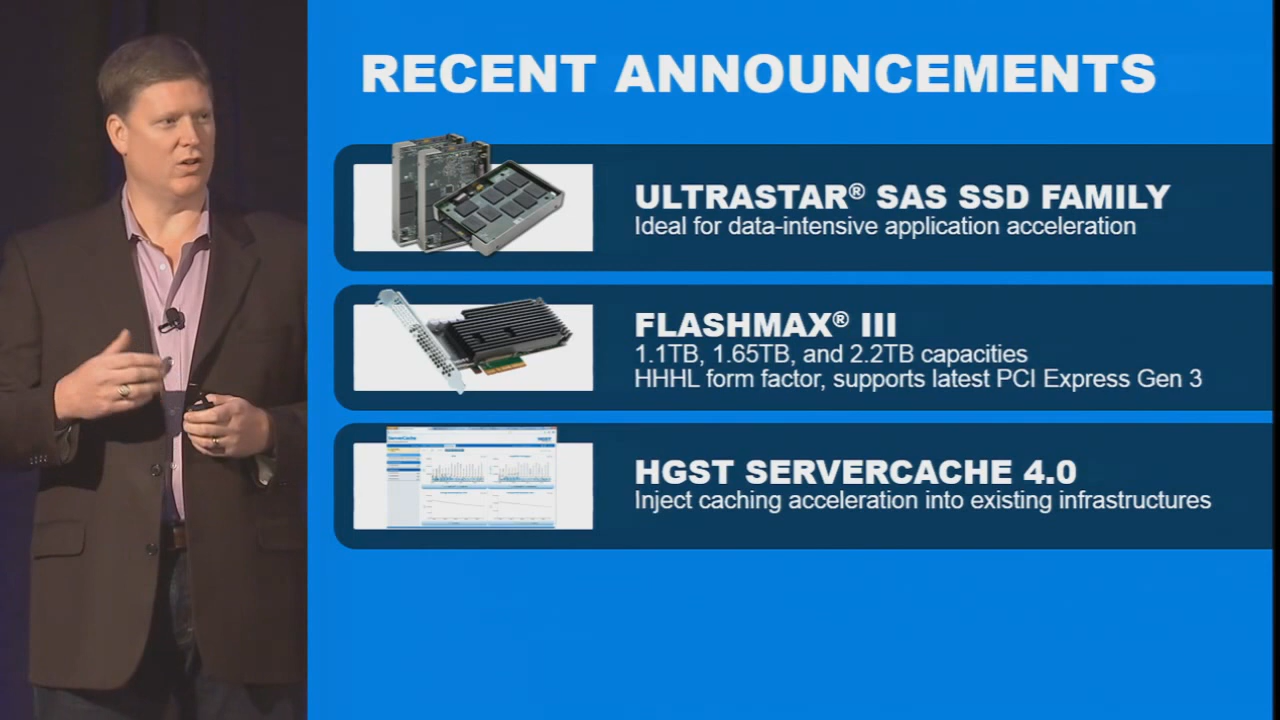 RECENT ANNOUNCEMENTS
ULTRASTAR® SAS SSD FAMILY
Ideal for data-intensive application acceleration
FLASHMAX® III
1.1TB, 1.65TB, and 2.2TB capacities
HHHL form factor, supports latest PCI Express Gen 3
HGST SERVERCACHE 4.0
Inject caching acceleration into existing infrastructures